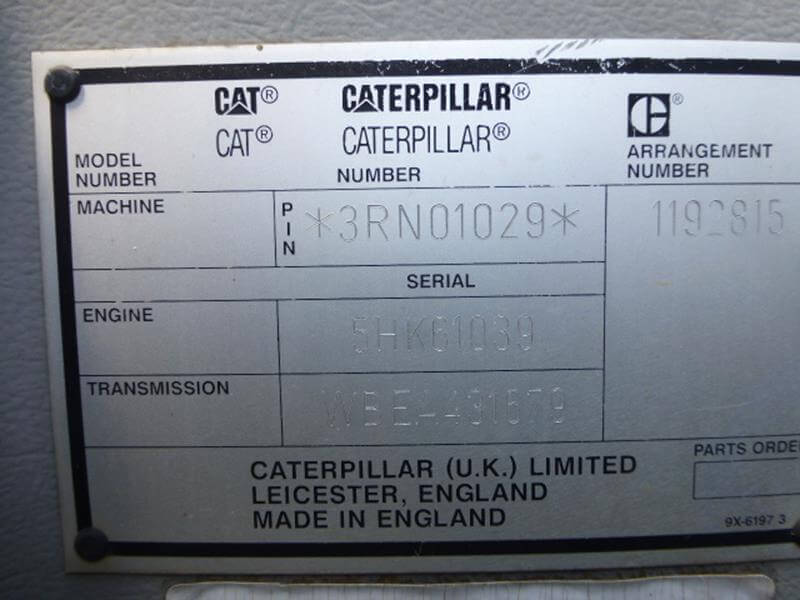 CAT® CATERPILLAR® ®
CAT® CATERPILLAR®
MODEL NUMBER
NUMBER
ARRANGEMENT NUMBER
MACHINE
PIN
*3RN01029*
1192815
SERIAL
ENGINE
5HK61039
TRANSMISSION
PARTS ORDE
CATERPILLAR (U.K.) LIMITED
LEICESTER, ENGLAND
MADE IN ENGLAND
9X-6197 3